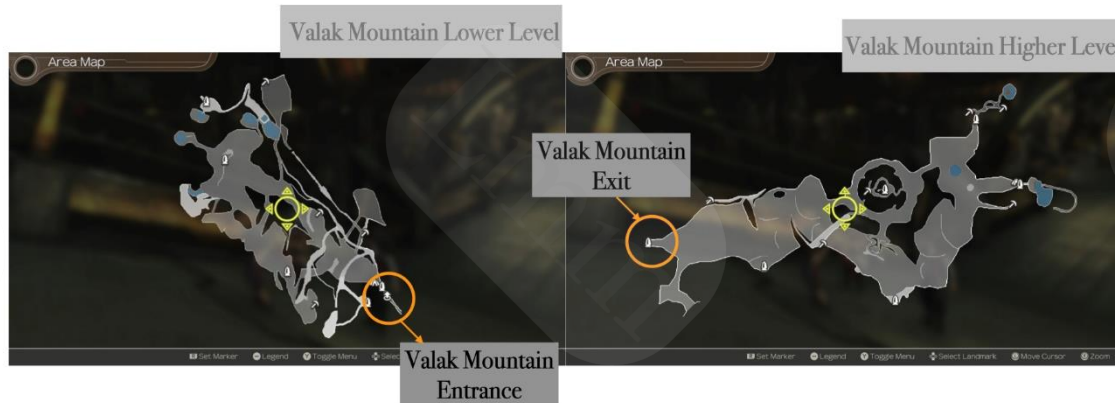 Valak Mountain Lower Level
Valak Mountain Higher Level
Area Map
Area Map
Valak Mountain
Exit
Set Marker Legend Toggle Menu
Set Marker Legend Toggle Menu Select Landmark Move Cursor Zoom
Valak Mountain
Entrance